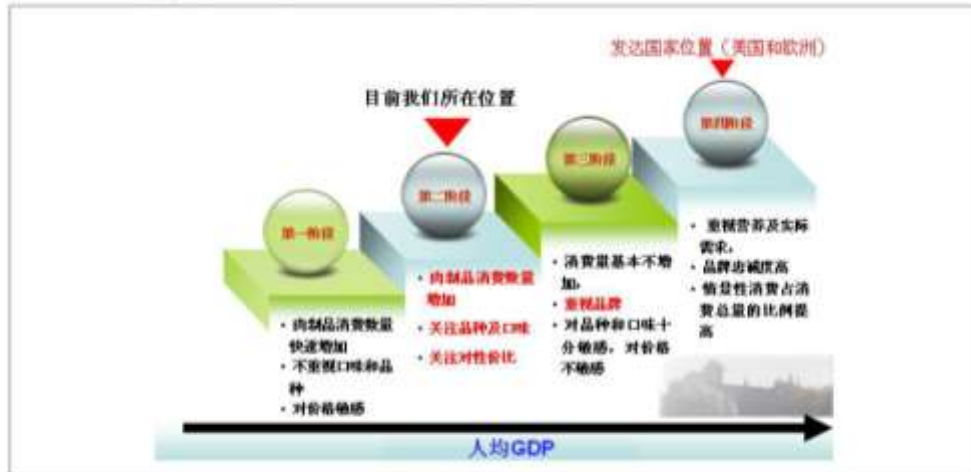 发达国家位置（美国和欧洲）
目前我们所在位置
第一阶段
第二阶段
第三阶段
第四阶段
• 肉制品消费数量
快速增加
• 不重视口味和品
种
• 对价格敏感
• 肉制品消费数量
增加
• 关注品种及口味
• 关注对性价比
• 消费量基本不增
加，
• 重视品牌
• 对品种和口味十
分敏感，对价格
不敏感
• 重视营养及实际
需求，
• 品牌忠诚度高
• 情景性消费占消
费总量的比例提
高
人均GDP